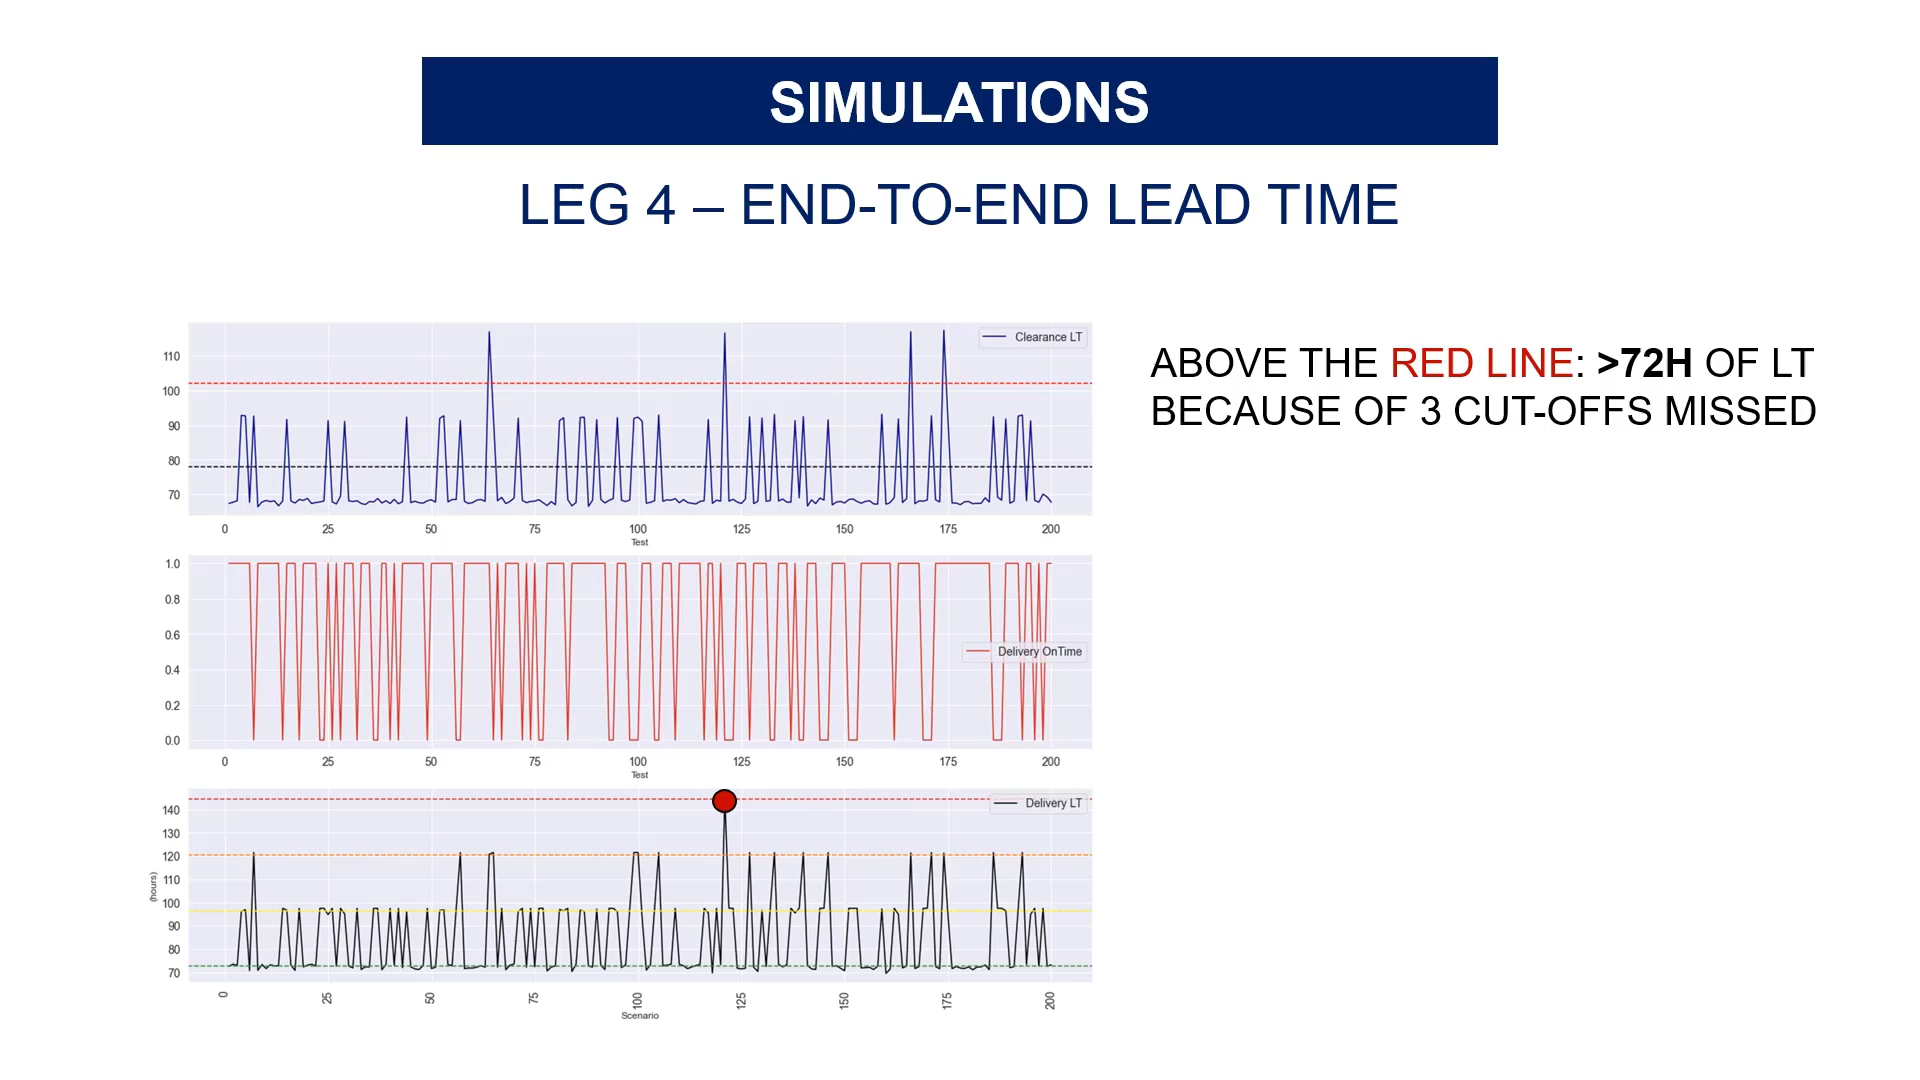 SIMULATIONS
LEG 4 – END-TO-END LEAD TIME
ABOVE THE RED LINE: >72H OF LT
BECAUSE OF 3 CUT-OFFS MISSED
Clearance LT
110
100
90
80
70
0 25 50 75 100 125 150 175 200
Test
1.0
0.8
0.6
0.4
0.2
0.0
Delivery OnTime
0 25 50 75 100 125 150 175 200
Test
Delivery LT
140
130
120
110
100
90
80
70
(hours)
0 25 50 75 100 125 150 175 200
Scenario